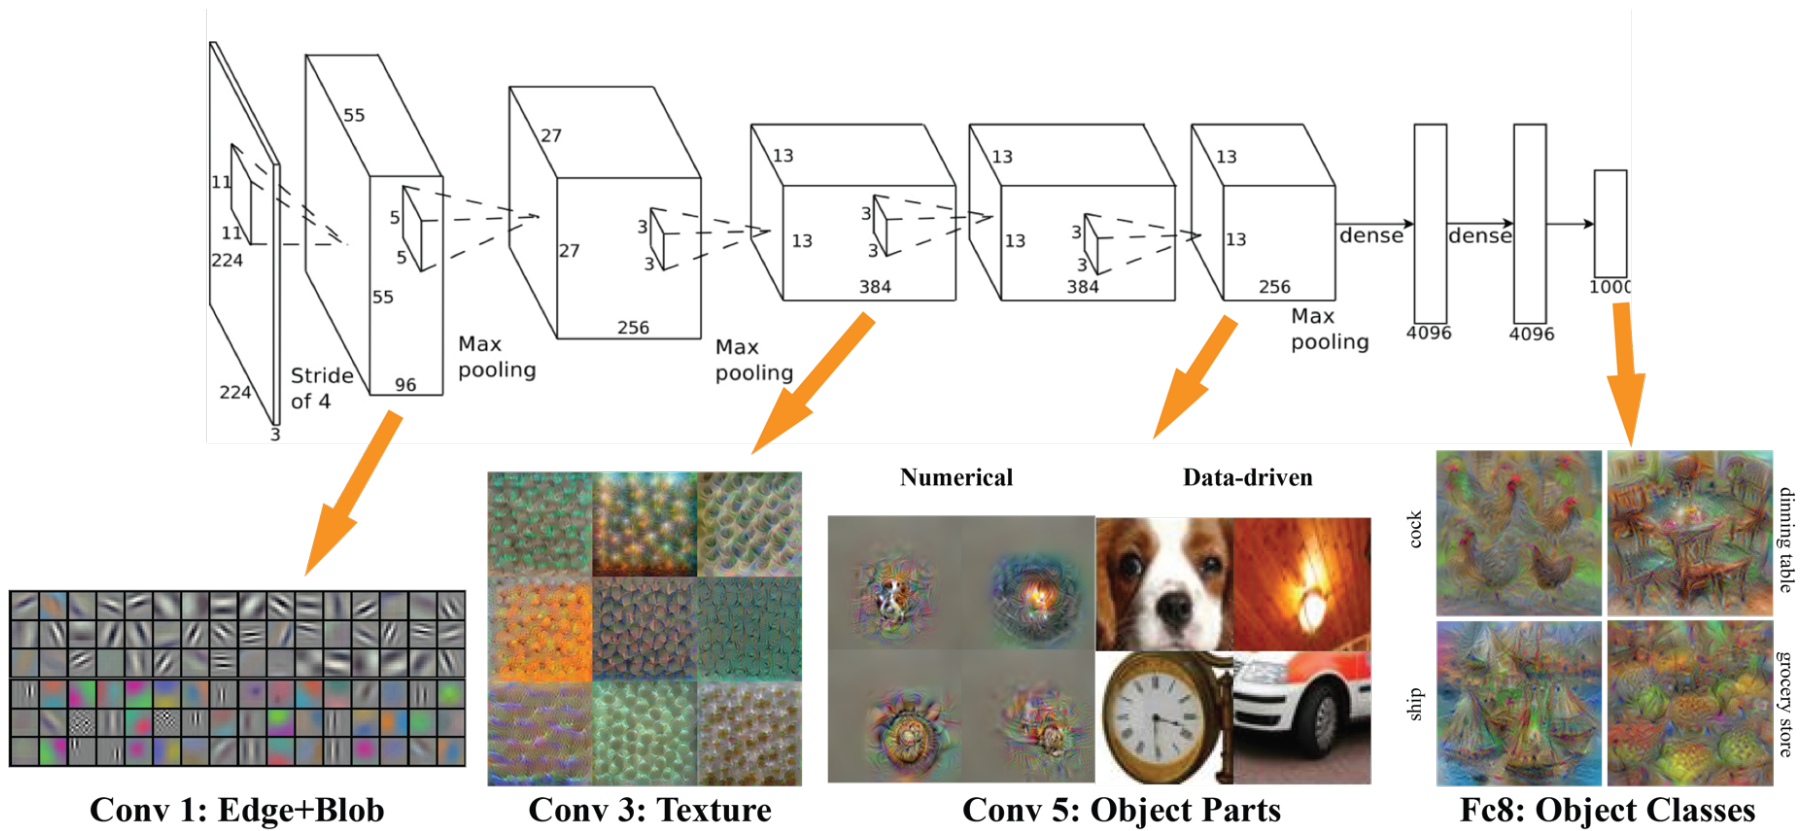 11
11
224
224
3
Stride
of 4
55
55
5
5
96
Max
pooling
27
27
3
3
256
Max
pooling
13
13
3
3
384
13
13
3
3
384
13
13
256
Max
pooling
dense
4096
dense
4096
1000
Numerical
Data-driven
cock
ship
dinning table
grocery store
Conv 1: Edge+Blob
Conv 3: Texture
Conv 5: Object Parts
Fc8: Object Classes